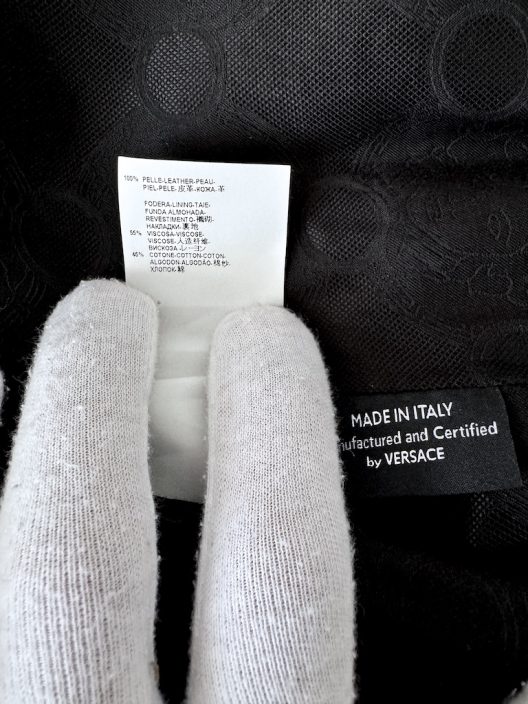 100% PELLE-LEATHER-PEAU-
PIEL-PELE-皮革-КОЖА-革
FODERA-LINING-TAIE-
FUNDA ALMOHADA-
REVESTIMENTO-襯裡-
НАКЛАДКИ-裏地
55% VISCOSA-VISCOSE-
VISCOSE-人造纤维-
ВИСКОЗА-レーヨン
45% COTONE-COTTON-COTON-
ALGODON-ALGODÃO-棉纱-
ХЛОПОК-綿
MADE IN ITALY
nufactured and Certified
by VERSACE